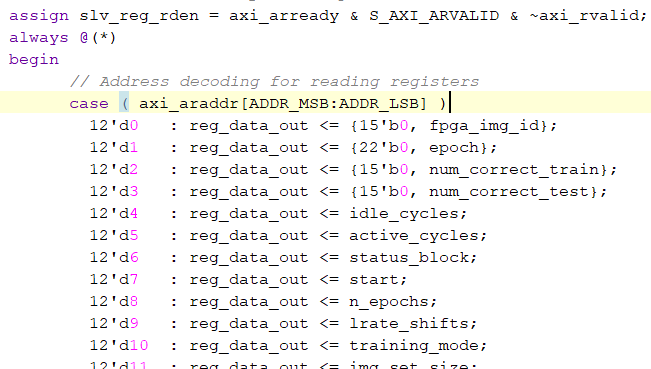 assign slv_reg_rden = axi_arready & S_AXI_ARVALID & ~axi_rvalid;
always @(*)
begin
// Address decoding for reading registers
case ( axi_araddr[ADDR_MSB:ADDR_LSB] )
12'd0 : reg_data_out <= {15'b0, fpga_img_id};
12'd1 : reg_data_out <= {22'b0, epoch};
12'd2 : reg_data_out <= {15'b0, num_correct_train};
12'd3 : reg_data_out <= {15'b0, num_correct_test};
12'd4 : reg_data_out <= idle_cycles;
12'd5 : reg_data_out <= active_cycles;
12'd6 : reg_data_out <= status_block;
12'd7 : reg_data_out <= start;
12'd8 : reg_data_out <= n_epochs;
12'd9 : reg_data_out <= lrate_shifts;
12'd10 : reg_data_out <= training_mode;
12'd11 : reg_data_out <= img_set_size;